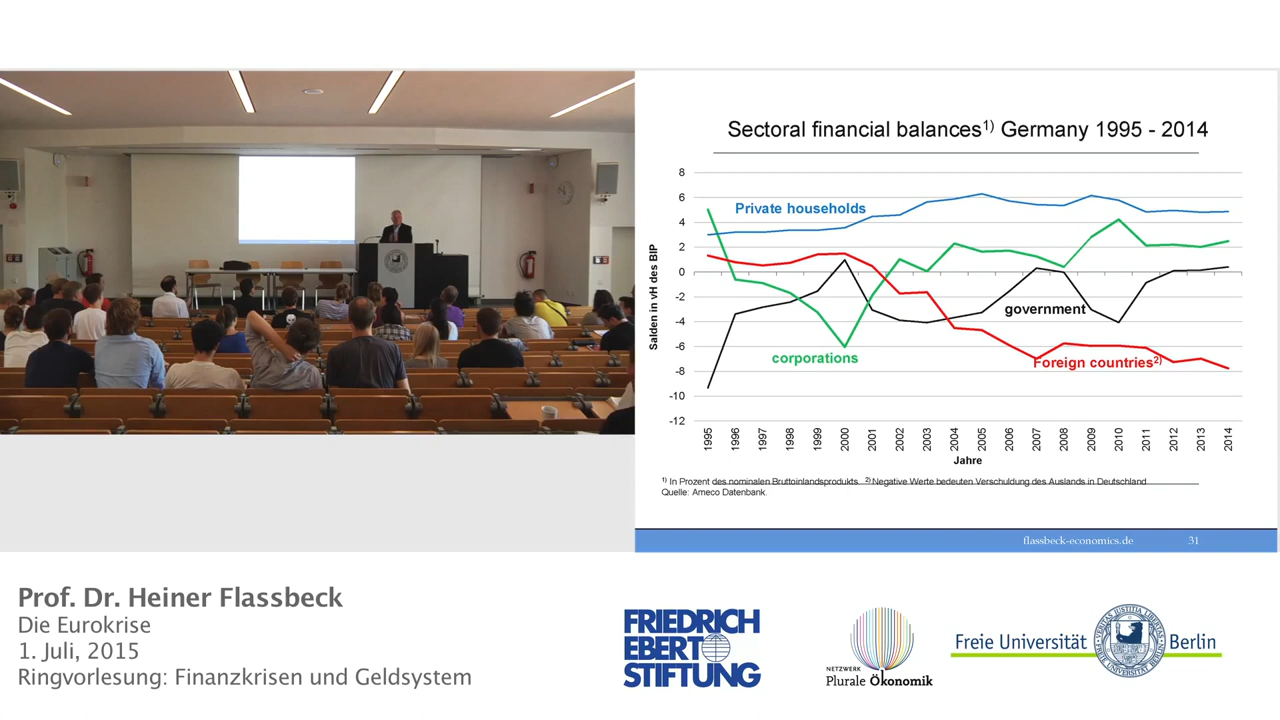 Sectoral financial balances1) Germany 1995 - 2014
8
6
4
2
0
-2
-4
-6
-8
-10
-12
Salden in vH des BIP
Private households
government
corporations
Foreign countries2)
1995 1996 1997 1998 1999 2000 2001 2002 2003 2004 2005 2006 2007 2008 2009 2010 2011 2012 2013 2014
Jahre
1) In Prozent des nominalen Bruttoinlandsprodukts. 2) Negative Werte bedeuten Verschuldung des Auslands in Deutschland
Quelle: Ameco Datenbank.
flassbeck-economics.de 31
Prof. Dr. Heiner Flassbeck
Die Eurokrise
1. Juli, 2015
Ringvorlesung: Finanzkrisen und Geldsystem
FRIEDRICH
EBERT
STIFTUNG
NETZWERK
Plurale Ökonomik
Freie Universität Berlin